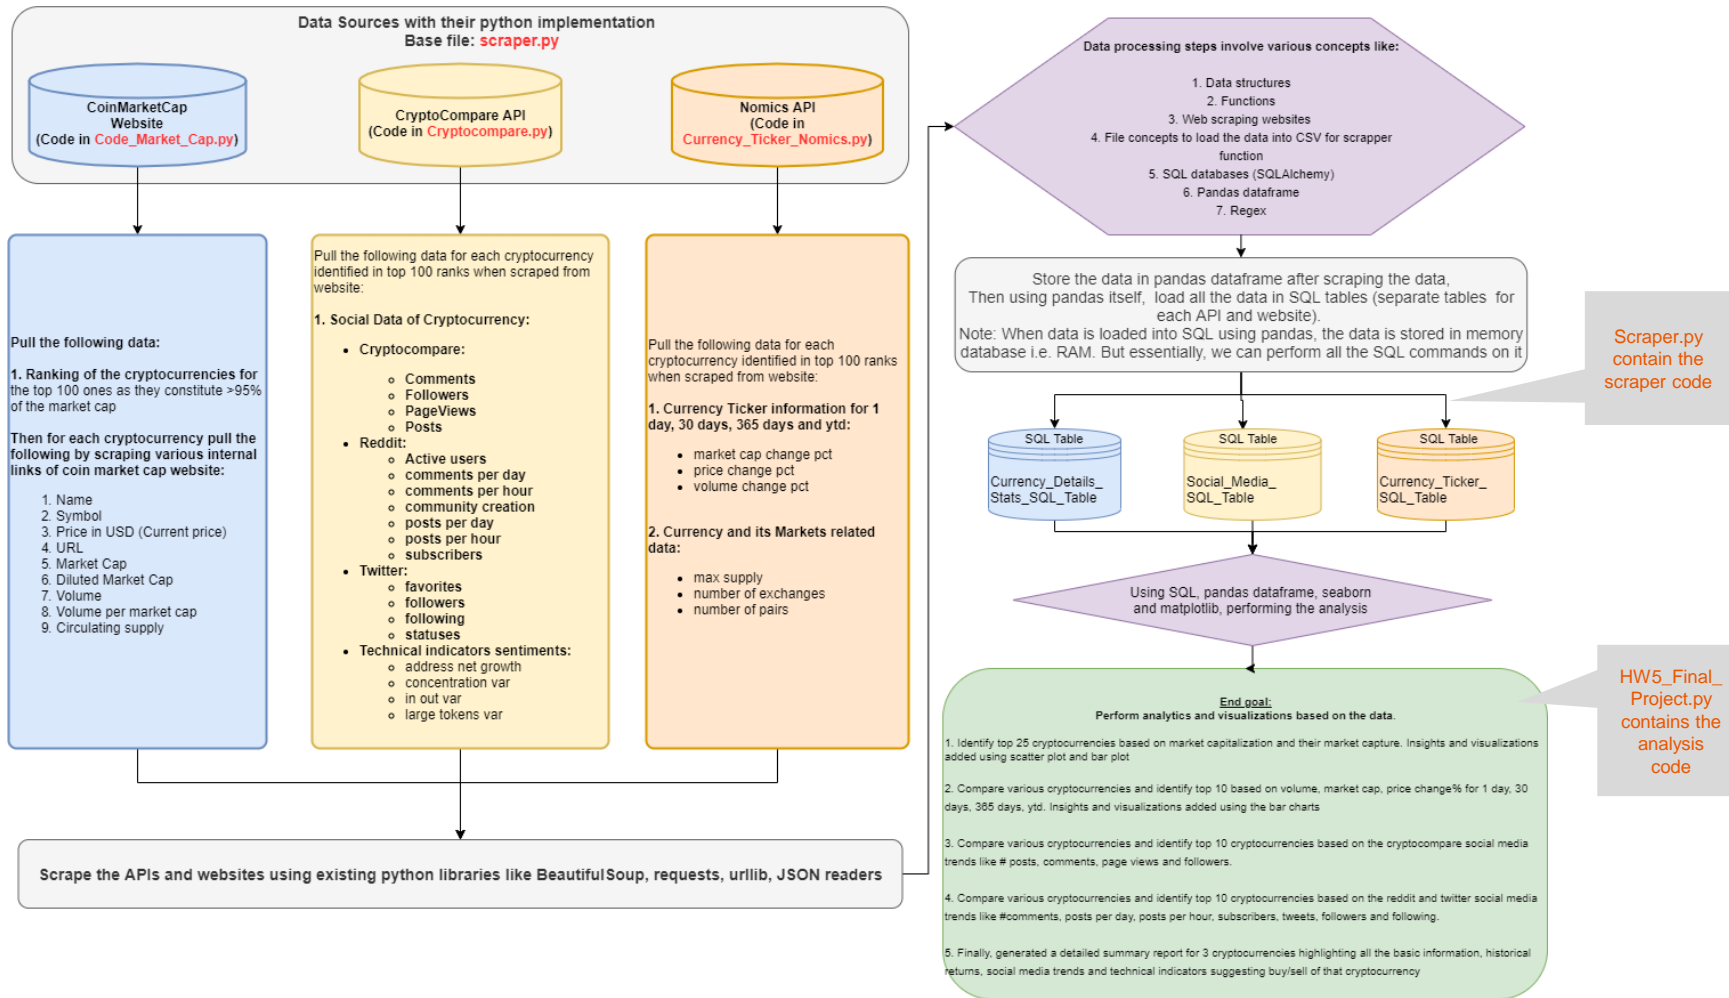 Data Sources with their python implementation
Base file: scraper.py
CoinMarketCap
Website
(Code in Code_Market_Cap.py)
CryptoCompare API
(Code in Cryptocompare.py)
Nomics API
(Code in
Currency_Ticker_Nomics.py)
Pull the following data:
1. Ranking of the cryptocurrencies for
the top 100 ones as they constitute >95%
of the market cap
Then for each cryptocurrency pull the
following by scraping various internal
links of coin market cap website:
1. Name
2. Symbol
3. Price in USD (Current price)
4. URL
5. Market Cap
6. Diluted Market Cap
7. Volume
8. Volume per market cap
9. Circulating supply
Pull the following data for each cryptocurrency
identified in top 100 ranks when scraped from
website:
1. Social Data of Cryptocurrency:
• Cryptocompare:
Comments
Followers
PageViews
Posts
• Reddit:
Active users
comments per day
comments per hour
community creation
posts per day
posts per hour
subscribers
• Twitter:
favorites
followers
following
statuses
• Technical indicators sentiments:
address net growth
concentration var
in out var
large tokens var
Pull the following data for each
cryptocurrency identified in top 100 ranks
when scraped from website:
1. Currency Ticker information for 1
day, 30 days, 365 days and ytd:
• market cap change pct
• price change pct
• volume change pct
2. Currency and its Markets related
data:
• max supply
• number of exchanges
• number of pairs
Scrape the APIs and websites using existing python libraries like BeautifulSoup, requests, urllib, JSON readers
Data processing steps involve various concepts like:
1. Data structures
2. Functions
3. Web scraping websites
4. File concepts to load the data into CSV for scrapper
function
5. SQL databases (SQLAlchemy)
6. Pandas dataframe
7. Regex
Store the data in pandas dataframe after scraping the data,
Then using pandas itself, load all the data in SQL tables (separate tables for
each API and website).
Note: When data is loaded into SQL using pandas, the data is stored in memory
database i.e. RAM. But essentially, we can perform all the SQL commands on it
Scraper.py
contain the
scraper code
SQL Table
Currency_Details_
Stats_SQL_Table
SQL Table
Social_Media_
SQL_Table
SQL Table
Currency_Ticker_
SQL_Table
Using SQL, pandas dataframe, seaborn
and matplotlib, performing the analysis
HW5_Final_
Project.py
contains the
analysis
code
End goal:
Perform analytics and visualizations based on the data.
1. Identify top 25 cryptocurrencies based on market capitalization and their market capture. Insights and visualizations
added using scatter plot and bar plot
2. Compare various cryptocurrencies and identify top 10 based on volume, market cap, price change% for 1 day, 30
days, 365 days, ytd. Insights and visualizations added using the bar charts
3. Compare various cryptocurrencies and identify top 10 cryptocurrencies based on the cryptocompare social media
trends like # posts, comments, page views and followers.
4. Compare various cryptocurrencies and identify top 10 cryptocurrencies based on the reddit and twitter social media
trends like #comments, posts per day, posts per hour, subscribers, tweets, followers and following.
5. Finally, generated a detailed summary report for 3 cryptocurrencies highlighting all the basic information, historical
returns, social media trends and technical indicators suggesting buy/sell of that cryptocurrency